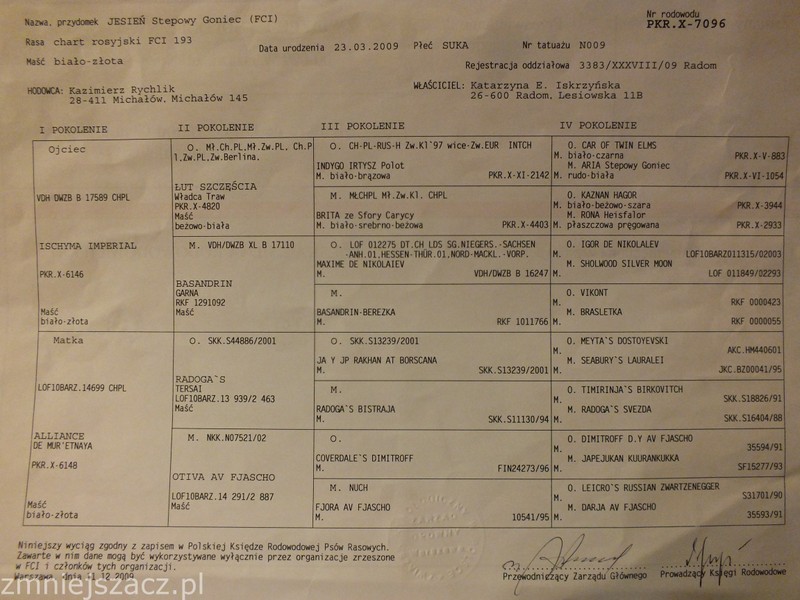 Nazwa, przydomek JESIEŃ Stepowy Goniec (FCI)
Nr rodowodu
PKR.X-7096
Rasa chart rosyjski FCI 193
Data urodzenia 23.03.2009 Płeć SUKA Nr tatuażu N009
Maść biało-złota
Rejestracja oddziałowa 3383/XXXVIII/09 Radom
HODOWCA: Kazimierz Rychlik
28-411 Michałów, Michałów 145
WŁAŚCICIEL: Katarzyna E. Iskrzyńska
26-600 Radom, Lesiowska 11B
I POKOLENIE II POKOLENIE III POKOLENIE IV POKOLENIE
Ojciec
VDH DWZB B 17589 CHPL
ISCHYMA IMPERIAL
PKR.X-6146
Maść
biało-złota
Matka
LOF10BARZ.14699 CHPL
ALLIANCE
DE MUR'ETNAYA
PKR.X-6148
Maść
biało-złota
O. Mł.Ch.PL,Mł.Zw.PL. Ch.P
l.Zw.PL,Zw.Berlina.
ŁUT SZCZĘŚCIA
Władca Traw
PKR.X-4820
Maść
beżowo-biała
M. VDH/DWZB XL B 17110
BASANDRIN
GARNA
RKF 1291092
Maść
O. SKK.S44886/2001
RADOGA`S
TERSAI
LOF10BARZ.13 939/2 463
Maść
M. NKK.N07521/02
OTIVA AV FJASCHO
LOF10BARZ.14 291/2 887
Maść
O. CH-PL-RUS-H Zw.Kl`97 wice-Zw.EUR INTCH
INDYGO IRTYSZ Polot
M. biało-brązowa PKR.X-XI-2142
M. MŁCHPL Mł.Zw.Kl. CHPL
BRITA ze Sfory Carycy
M. biało-srebrno-beżowa PKR.X-4403
O. LOF 012275 DT.CH LDS SG.NIEGERS.-SACHSEN
-ANH.01,HESSEN-THÜR.01,NORD-MACKL.-VORP.
MAXIME DE NIKOLAIEV
M. VDH/DWZB B 16247
M.
BASANDRIN-BEREZKA
M. RKF 1011766
O. SKK.S13239/2001
JA Y JP RAKHAN AT BORSCANA
M. SKK.S13239/2001
M.
RADOGA`S BISTRAJA
M. SKK.S11130/94
O.
COVERDALE`S DIMITROFF
M. FIN24273/96
M. NUCH
FJORA AV FJASCHO
M. 10541/95
O. CAR OF TWIN ELMS
M. biało-czarna PKR.X-V-883
M. ARIA Stepowy Goniec
M. rudo-biała PKR.X-VI-1054
O. KAZNAN HAGOR
M. biało-beżowo-szara PKR.X-3944
M. RONA Heisfalor
M. płaszczowa pręgowana PKR.X-2933
O. IGOR DE NIKOLALEV
M. LOF10BARZ011315/02003
M. SHOLWOOD SILVER MOON
M. LOF 011849/02293
O. VIKONT
M. RKF 0000423
M. BRASLETKA
M. RKF 0000055
O. MEYTA`S DOSTOYEVSKI
M. AKC.HM440601
M. SEABURY`S LAURALEI
M. JKC.BZ00041/95
O. TIMIRINJA`S BIRKOVITCH
M. SKK.S18826/91
M. RADOGA`S SVEZDA
M. SKK.S16404/88
O. DIMITROFF D.Y AV FJASCHO
M. 35594/91
M. JAPEJUKAN KUURANKUKKA
M. SF15277/93
O. LEICRO`S RUSSIAN ZWARTZENEGGER
M. S31701/90
M. DARJA AV FJASCHO
M. 35593/91
Niniejszy wyciąg zgodny z zapisem w Polskiej Księdze Rodowodowej Psów Rasowych.
Zawarte w nim dane mogą być wykorzystywane wyłącznie przez organizacje zrzeszone
w FCI i członków tych organizacji.
Warszawa, dnia 11.12.2009
Przewodniczący Zarządu Głównego
Prowadzący Księgi Rodowodowe
zmniejszacz.pl